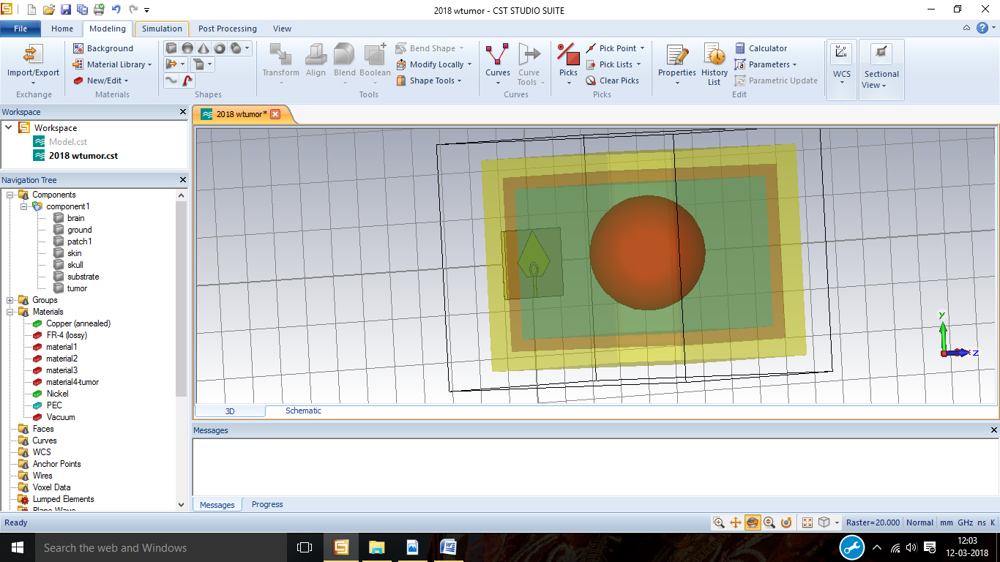 2018 wtumor - CST STUDIO SUITE
File Home Modeling Simulation Post Processing View
Import/Export
Exchange
Background
Material Library
New/Edit
Materials
Shapes
Transform Align Blend Boolean
Bend Shape
Modify Locally
Shape Tools
Tools
Curves Curve Tools
Curves
Picks
Pick Point
Pick Lists
Clear Picks
Picks
Properties History List
Calculator
Parameters
Parametric Update
Edit
WCS
Sectional View
Workspace
Workspace
Model.cst
2018 wtumor.cst
Navigation Tree
Components
component1
brain
ground
patch1
skin
skull
substrate
tumor
Groups
Materials
Copper (annealed)
FR-4 (lossy)
material1
material2
material3
material4-tumor
Nickel
PEC
Vacuum
Faces
Curves
WCS
Anchor Points
Wires
Voxel Data
Lumped Elements
Plane Wave
2018 wtumor*
y
z
3D Schematic
Messages
Messages Progress
Ready
Raster=20.000 Normal mm GHz ns K
Search the web and Windows
12:03
12-03-2018